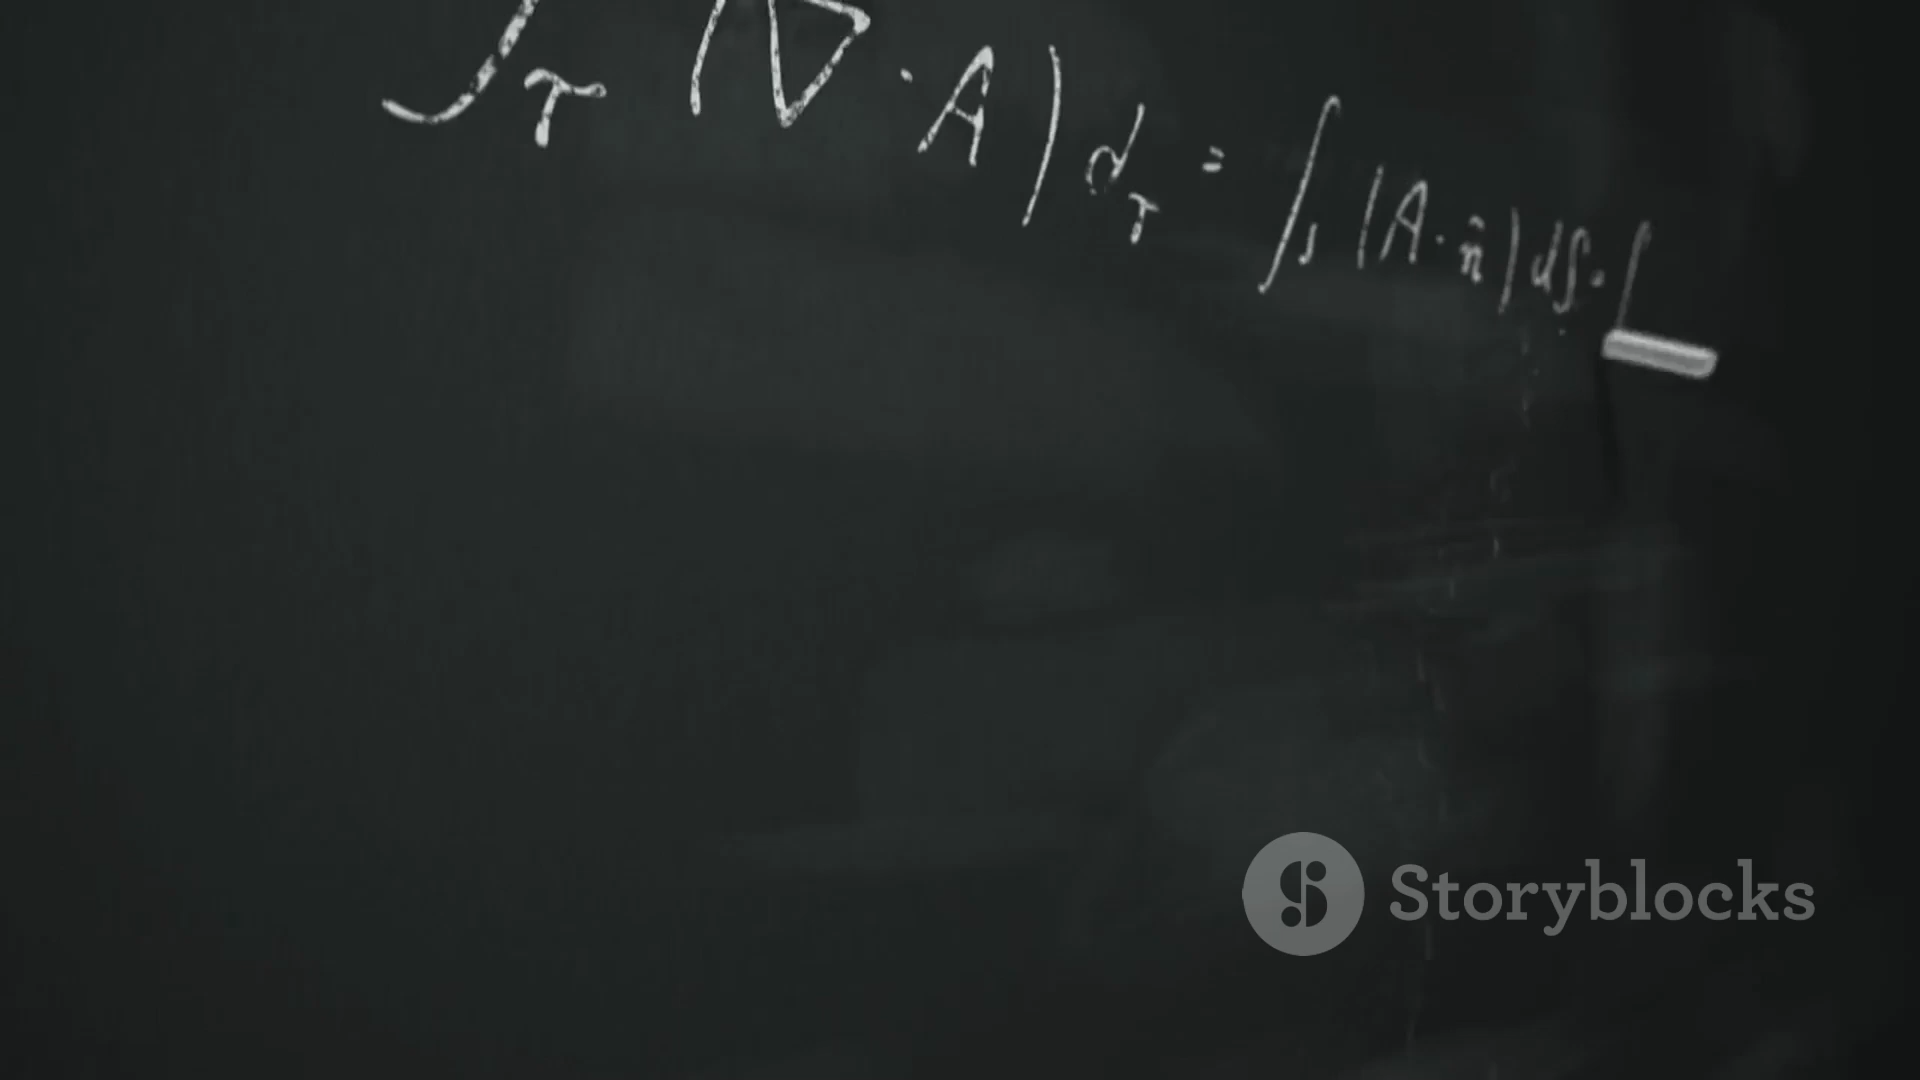 ∫τ (∇·A) dτ = ∫s (A·n̂) dS · ∫
Storyblocks